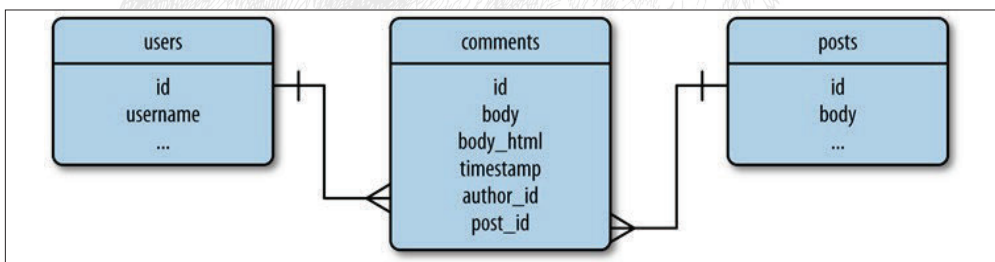 users
id
username
...
comments
id
body
body_html
timestamp
author_id
post_id
posts
id
body
...